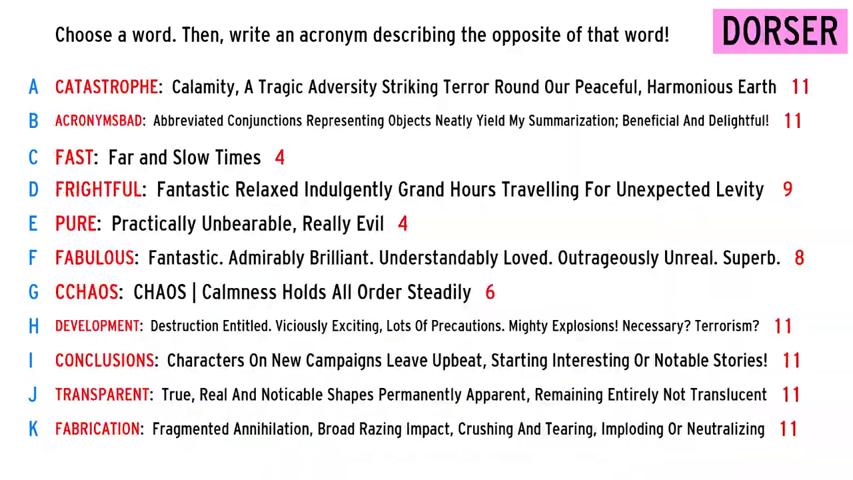 Choose a word. Then, write an acronym describing the opposite of that word!
DORSER
A CATASTROPHE: Calamity, A Tragic Adversity Striking Terror Round Our Peaceful, Harmonious Earth 11
B ACRONYMSBAD: Abbreviated Conjunctions Representing Objects Neatly Yield My Summarization; Beneficial And Delightful! 11
C FAST: Far and Slow Times 4
D FRIGHTFUL: Fantastic Relaxed Indulgently Grand Hours Travelling For Unexpected Levity 9
E PURE: Practically Unbearable, Really Evil 4
F FABULOUS: Fantastic. Admirably Brilliant. Understandably Loved. Outrageously Unreal. Superb. 8
G CCHAOS: CHAOS | Calmness Holds All Order Steadily 6
H DEVELOPMENT: Destruction Entitled. Viciously Exciting, Lots Of Precautions. Mighty Explosions! Necessary? Terrorism? 11
I CONCLUSIONS: Characters On New Campaigns Leave Upbeat, Starting Interesting Or Notable Stories! 11
J TRANSPARENT: True, Real And Noticable Shapes Permanently Apparent, Remaining Entirely Not Translucent 11
K FABRICATION: Fragmented Annihilation, Broad Razing Impact, Crushing And Tearing, Imploding Or Neutralizing 11